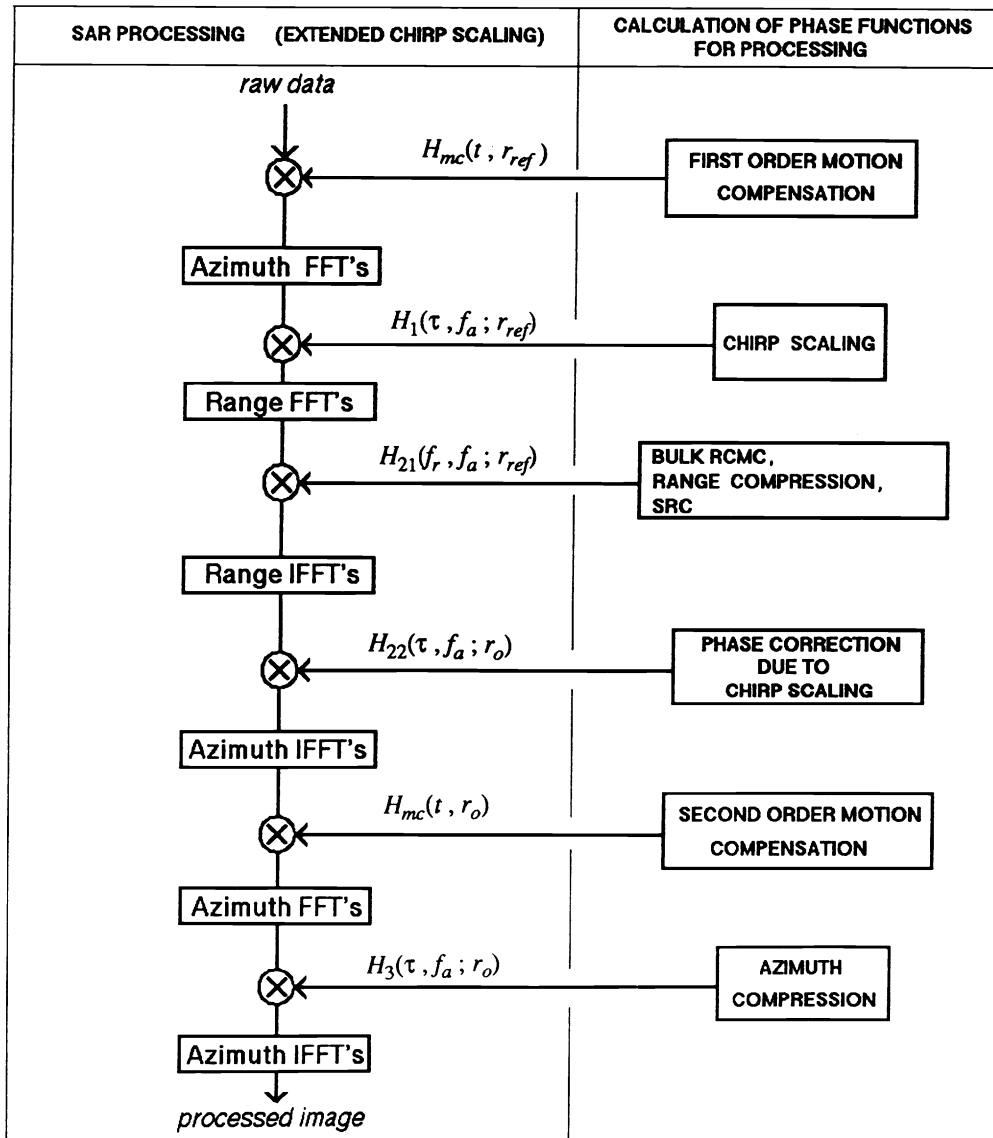 SAR PROCESSING (EXTENDED CHIRP SCALING)
CALCULATION OF PHASE FUNCTIONS
FOR PROCESSING
raw data
H_mc(t, r_ref)
FIRST ORDER MOTION
COMPENSATION
Azimuth FFT's
H_1(τ, f_a; r_ref)
CHIRP SCALING
Range FFT's
H_21(f_r, f_a; r_ref)
BULK RCMC,
RANGE COMPRESSION,
SRC
Range IFFT's
H_22(τ, f_a; r_o)
PHASE CORRECTION
DUE TO
CHIRP SCALING
Azimuth IFFT's
H_mc(t, r_o)
SECOND ORDER MOTION
COMPENSATION
Azimuth FFT's
H_3(τ, f_a; r_o)
AZIMUTH
COMPRESSION
Azimuth IFFT's
processed image